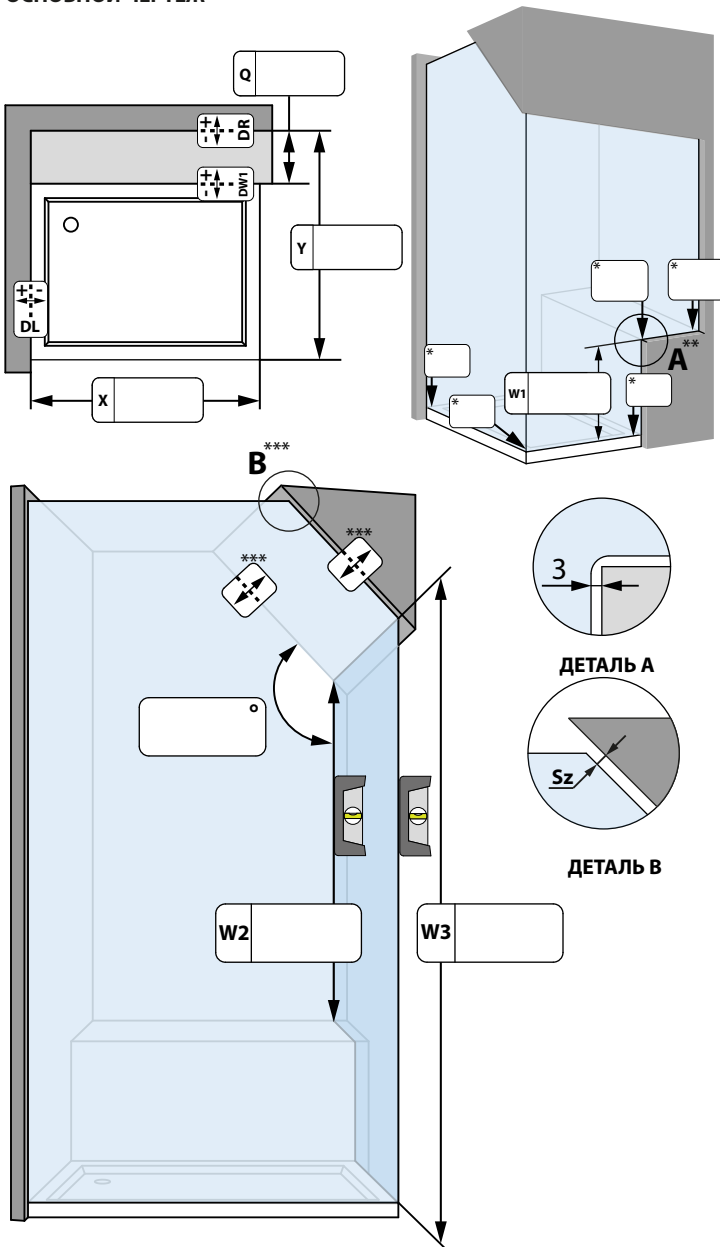 ОСНОВНОЙ ЧЕРТЕЖ
Q
+
-
DR
+
-
DW1
Y
+ -
DL
X
*
*
A**
*
W1
*
*
B***
***
***
3
ДЕТАЛЬ A
°
Sz
ДЕТАЛЬ B
W2
W3